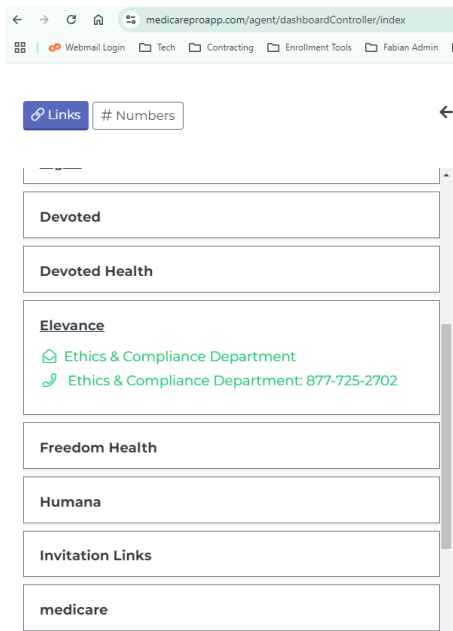 medicareproapp.com/agent/dashboardController/index
Webmail Login Tech Contracting Enrollment Tools Fabian Admin
Links # Numbers
Devoted
Devoted Health
Elevance
Ethics & Compliance Department
Ethics & Compliance Department: 877-725-2702
Freedom Health
Humana
Invitation Links
medicare